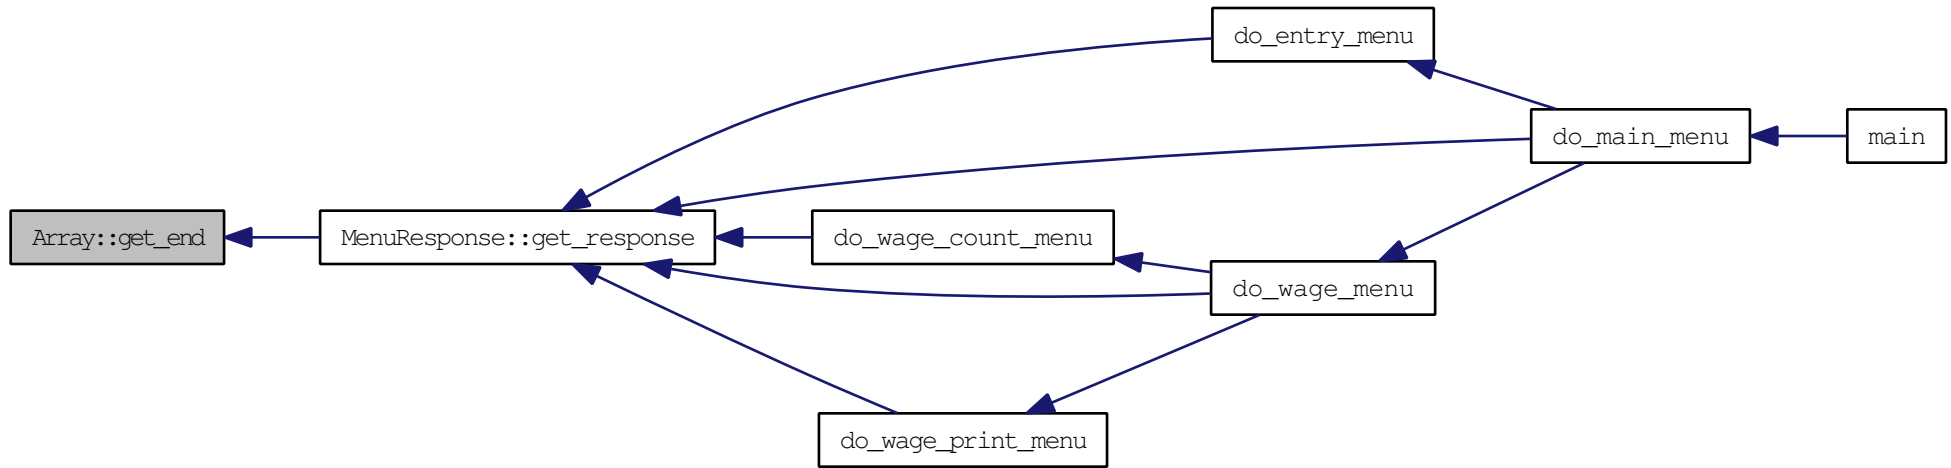 do_entry_menu
do_main_menu
main
Array::get_end
MenuResponse::get_response
do_wage_count_menu
do_wage_menu
do_wage_print_menu